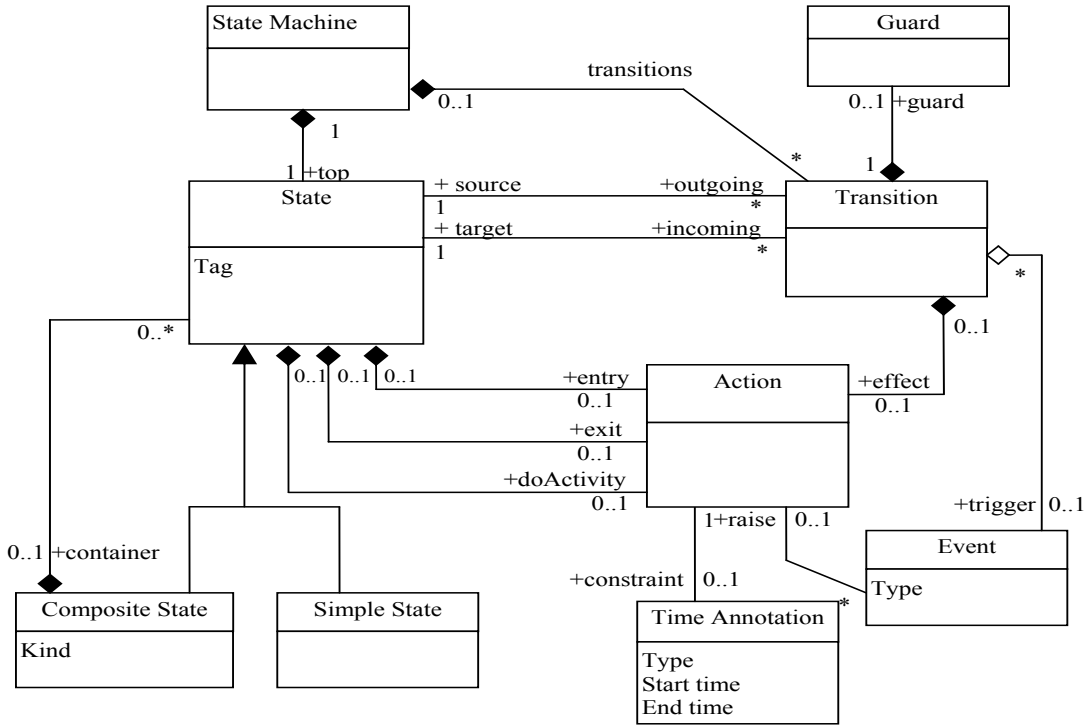 State Machine
Guard
transitions
0..1
0..1 +guard
1
*
1
1 +top
State
+ source
+outgoing
1
*
Transition
+ target
+incoming
1
*
Tag
*
0..*
0..1
0..1
0..1
0..1
+entry
0..1
Action
+effect
0..1
+exit
0..1
+doActivity
0..1
1
+raise
0..1
+trigger
0..1
0..1 +container
+constraint
0..1
Event
Type
*
Composite State
Kind
Simple State
Time Annotation
Type
Start time
End time